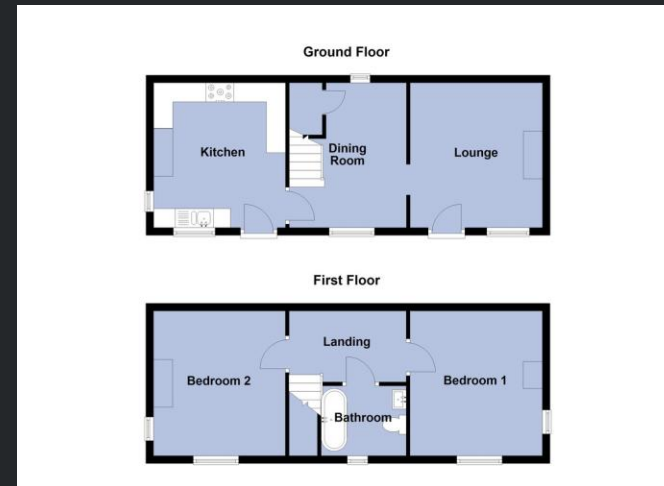 Ground Floor
Kitchen
Dining
Room
Lounge
First Floor
Landing
Bedroom 2
Bedroom 1
Bathroom